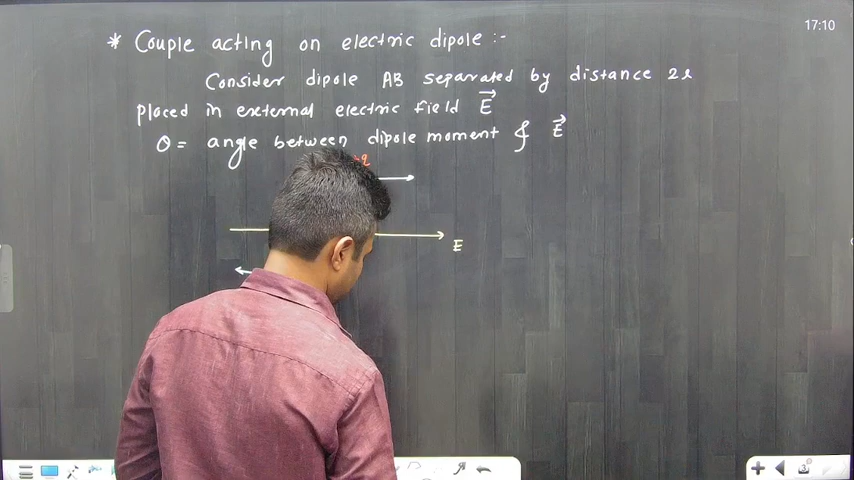 17:10
* Couple acting on electric dipole :-
Consider dipole AB separated by distance 2l
placed in external electric field E⃗
θ = angle between dipole moment & E⃗
+q
E